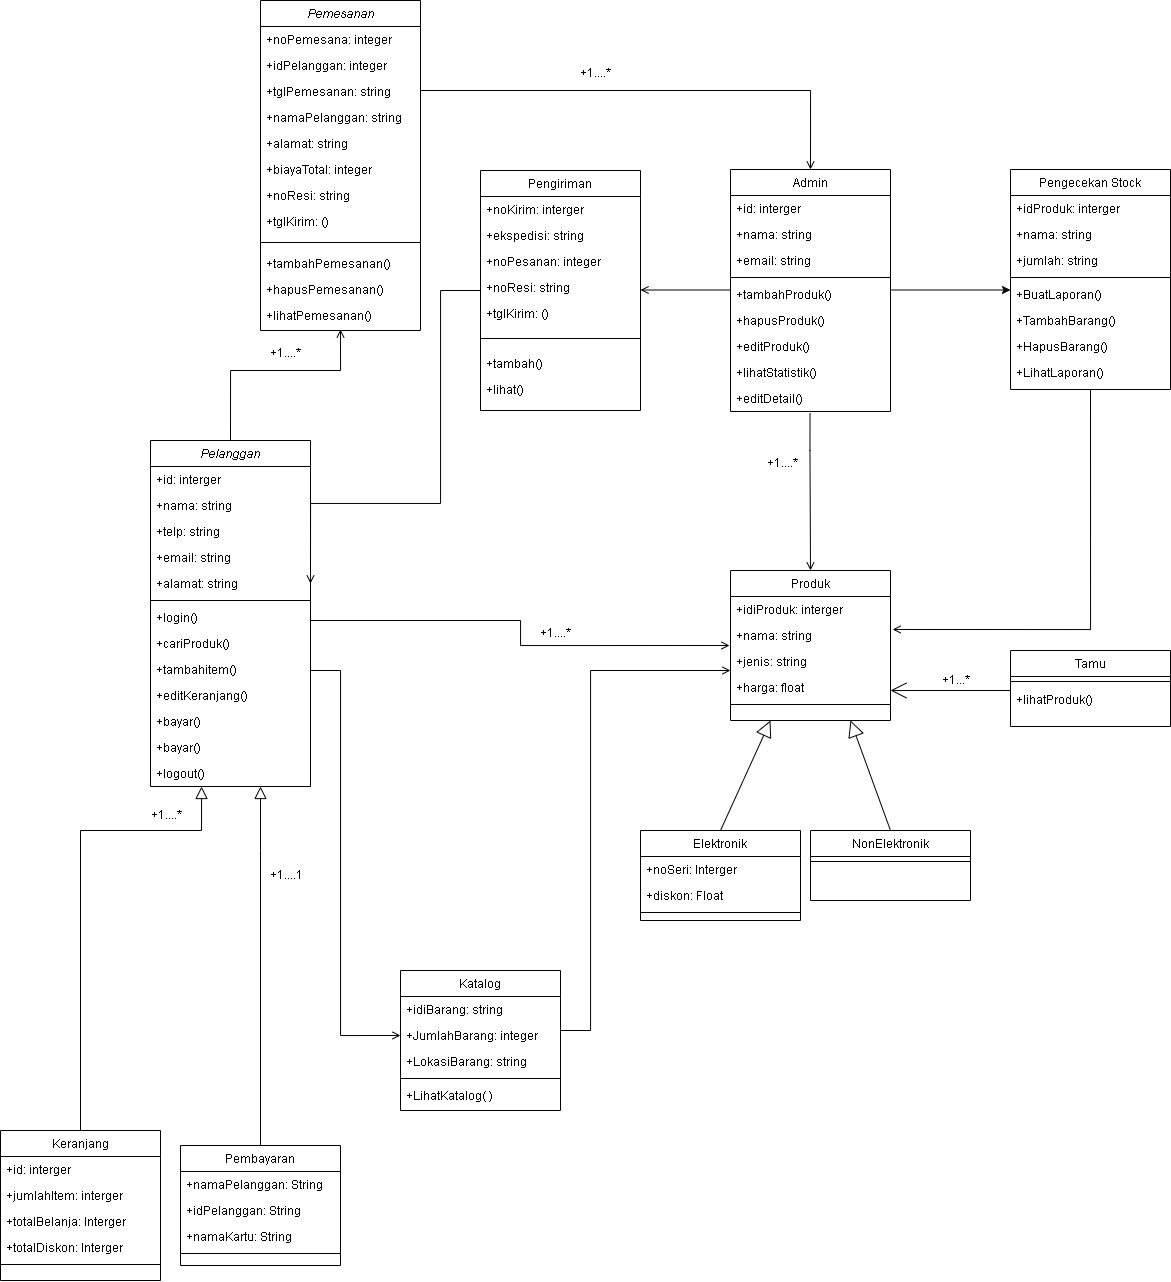 Pemesanan
+noPemesana: integer
+idPelanggan: integer
+tglPemesanan: string
+namaPelanggan: string
+alamat: string
+biayaTotal: integer
+noResi: string
+tglKirim: ()
+tambahPemesanan()
+hapusPemesanan()
+lihatPemesanan()
+1....*
+1....*
Pengiriman
+noKirim: interger
+ekspedisi: string
+noPesanan: integer
+noResi: string
+tglKirim: ()
+tambah()
+lihat()
Admin
+id: interger
+nama: string
+email: string
+tambahProduk()
+hapusProduk()
+editProduk()
+lihatStatistik()
+editDetail()
Pengecekan Stock
+idProduk: interger
+nama: string
+jumlah: string
+BuatLaporan()
+TambahBarang()
+HapusBarang()
+LihatLaporan()
+1....*
Pelanggan
+id: interger
+nama: string
+telp: string
+email: string
+alamat: string
+login()
+cariProduk()
+tambahitem()
+editKeranjang()
+bayar()
+bayar()
+logout()
+1....*
Produk
+idiProduk: interger
+nama: string
+jenis: string
+harga: float
+1...*
Tamu
+lihatProduk()
+1....*
+1....1
Elektronik
+noSeri: Interger
+diskon: Float
NonElektronik
Katalog
+idiBarang: string
+JumlahBarang: integer
+LokasiBarang: string
+LihatKatalog( )
Keranjang
+id: interger
+jumlahItem: interger
+totalBelanja: Interger
+totalDiskon: Interger
Pembayaran
+namaPelanggan: String
+idPelanggan: String
+namaKartu: String